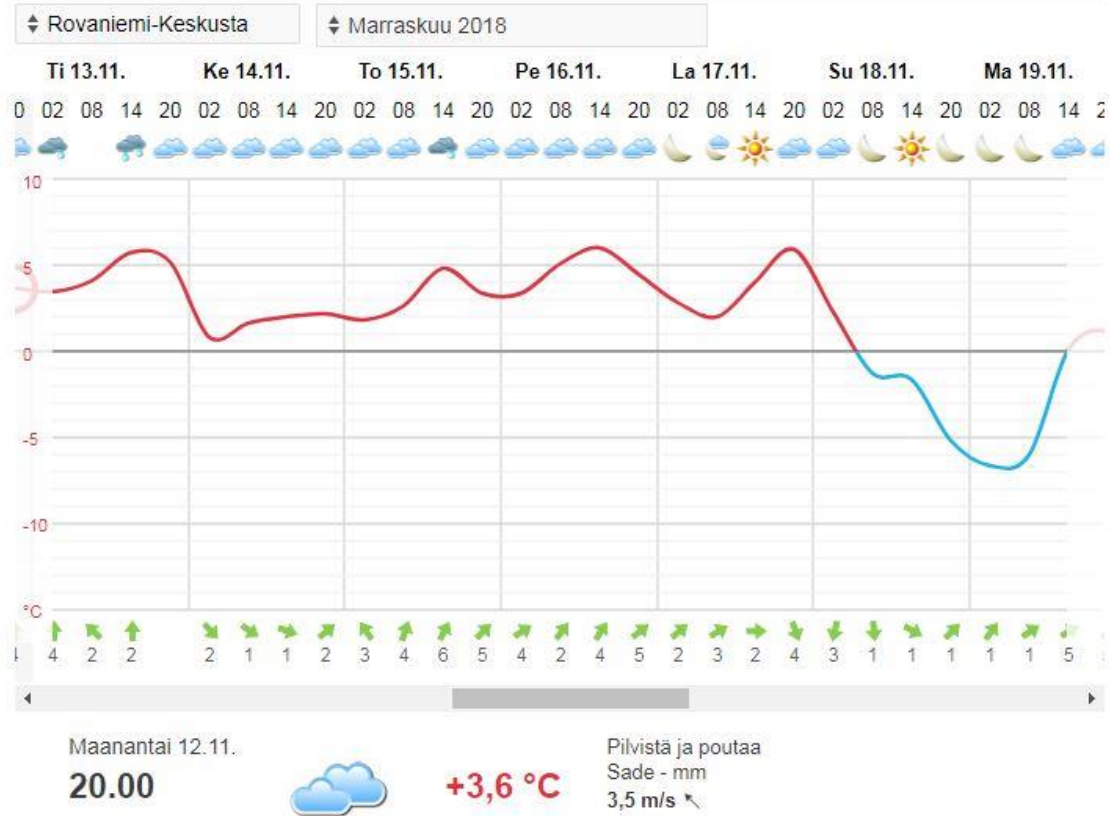 Rovaniemi-Keskusta Marraskuu 2018
Ti 13.11. Ke 14.11. To 15.11. Pe 16.11. La 17.11. Su 18.11. Ma 19.11.
0 02 08 14 20 02 08 14 20 02 08 14 20 02 08 14 20 02 08 14 20 02 08 14 20 02 08 14 2
10
5
0
-5
-10
°C
4 2 2 2 1 1 2 3 4 6 5 4 2 4 5 2 3 2 4 3 1 1 1 1 1 5
Maanantai 12.11.
20.00
+3,6 °C
Pilvistä ja poutaa
Sade - mm
3,5 m/s